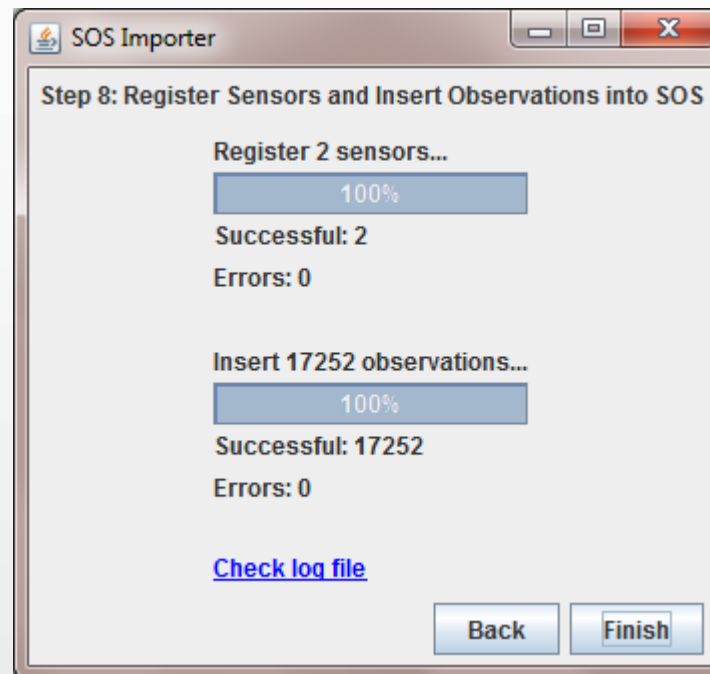 SOS Importer
Step 8: Register Sensors and Insert Observations into SOS
Register 2 sensors...
100%
Successful: 2
Errors: 0
Insert 17252 observations...
100%
Successful: 17252
Errors: 0
Check log file
Back Finish